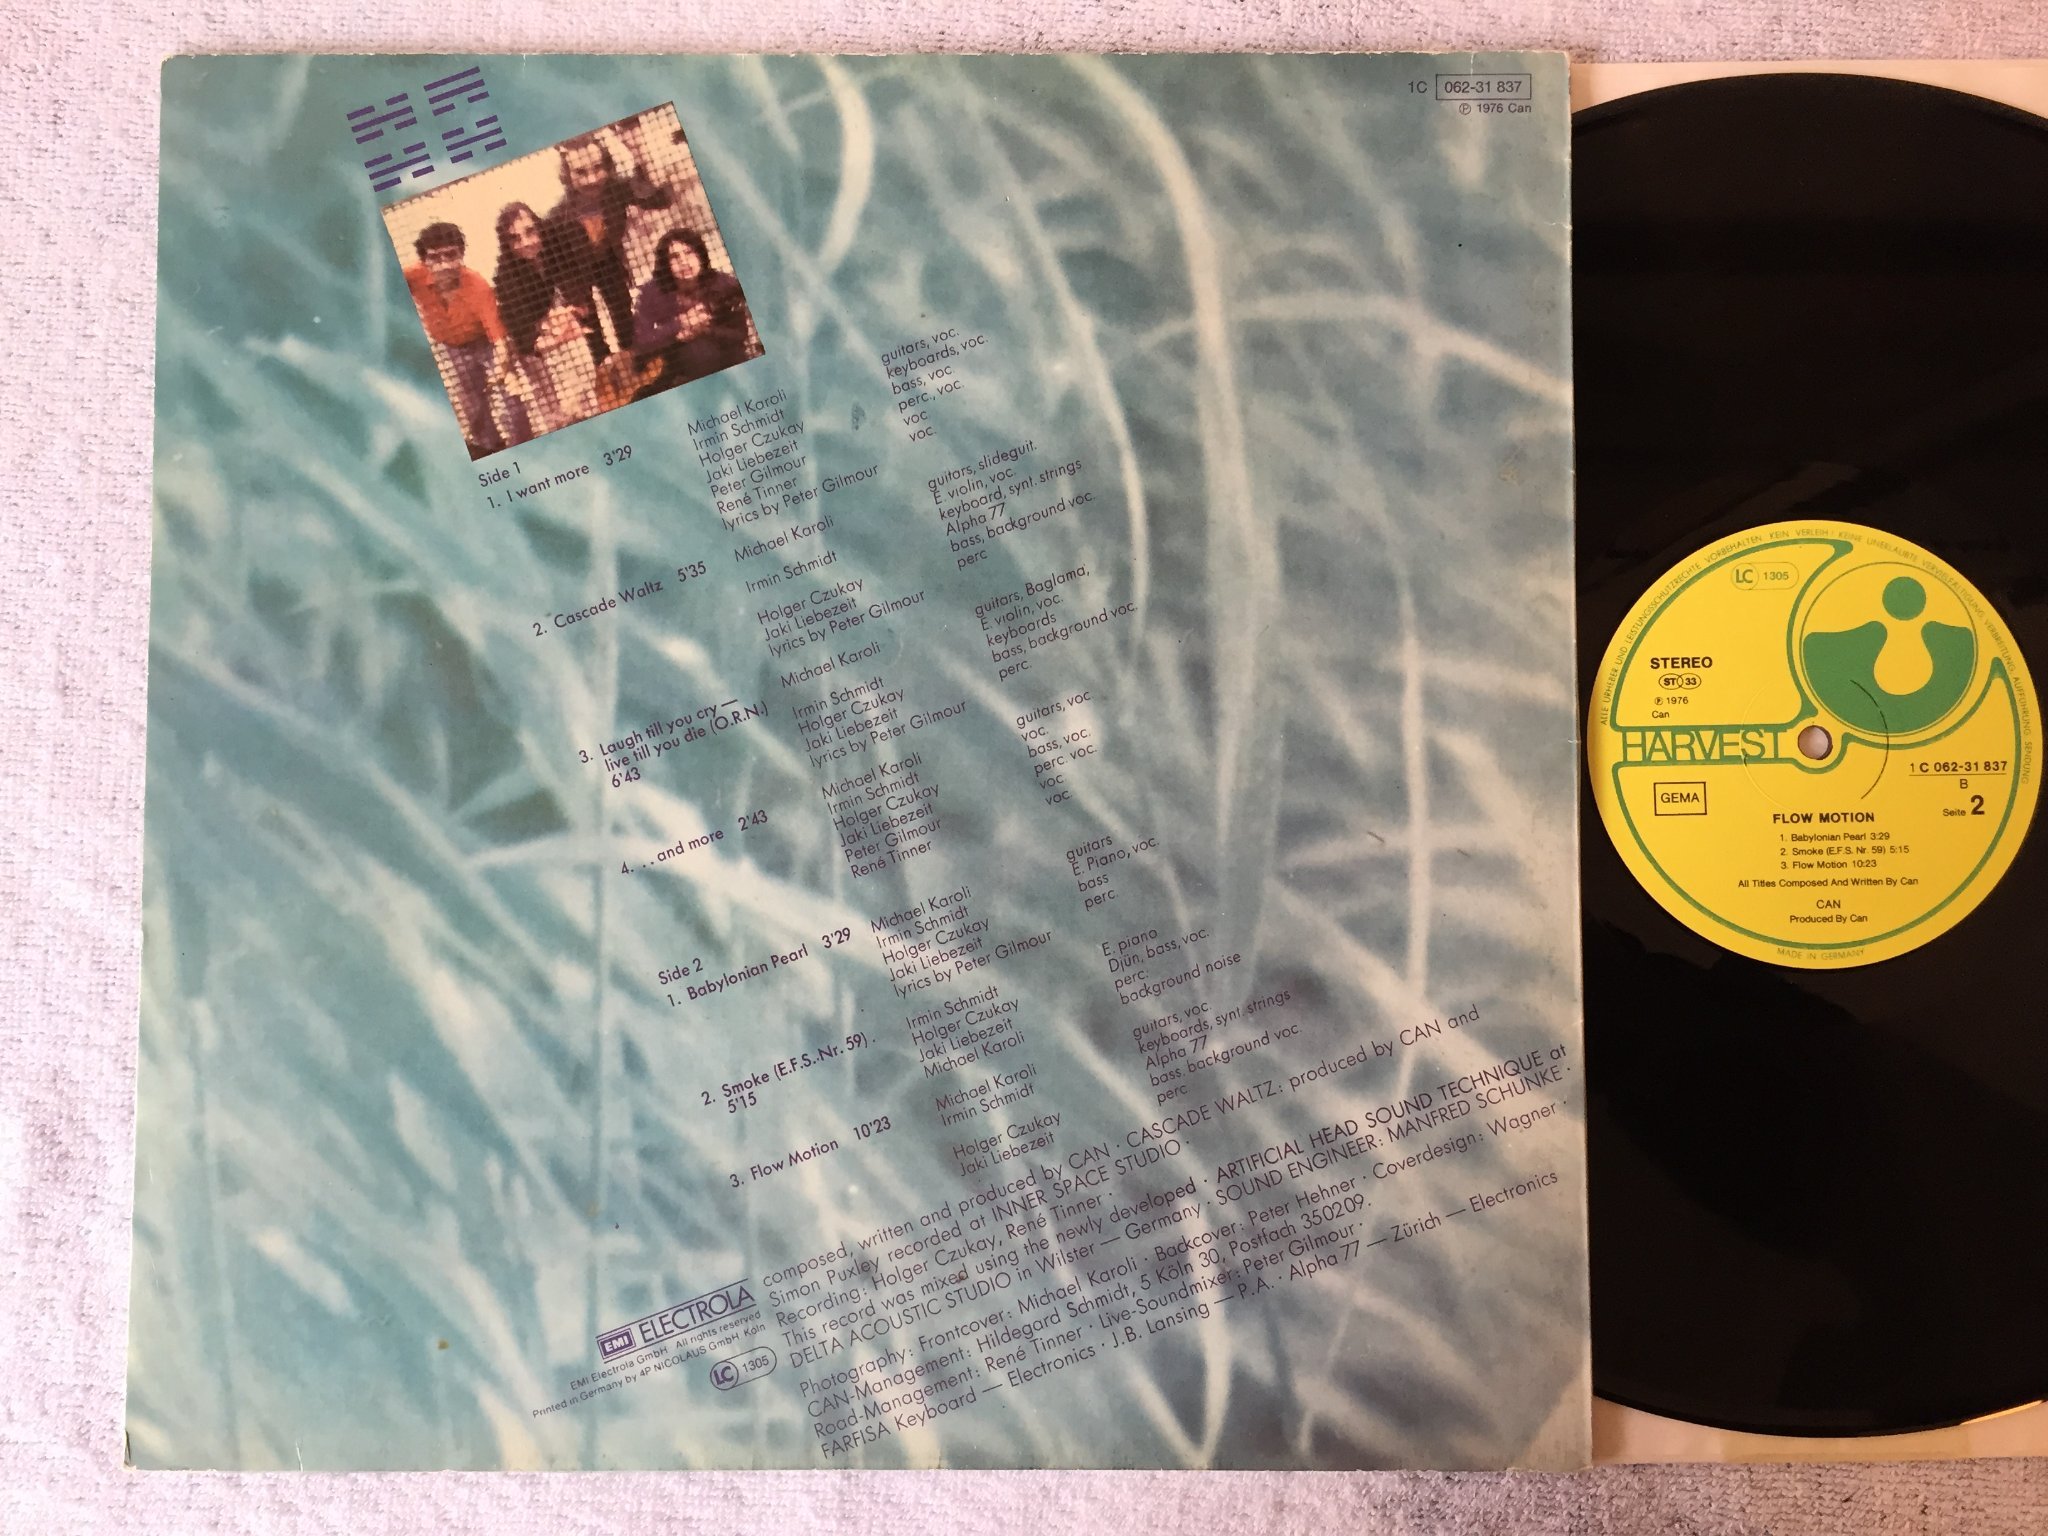 1C 062-31 837
℗ 1976 Can
Side 1
1. I want more 3'29
Michael Karoli guitars, voc.
Irmin Schmidt keyboards, voc.
Holger Czukay bass, voc.
Jaki Liebezeit perc., voc.
Peter Gilmour voc.
René Tinner voc.
lyrics by Peter Gilmour
2. Cascade Waltz 5'35
Michael Karoli guitars, slideguit.
E. violin, voc.
Irmin Schmidt keyboard, synt. strings
Alpha 77
Holger Czukay bass, background voc.
Jaki Liebezeit perc
lyrics by Peter Gilmour
3. Laugh till you cry —
live till you die (O.R.N.)
6'43
Michael Karoli guitars, Baglama,
E. violin, voc.
Irmin Schmidt keyboards
Holger Czukay bass, background voc.
Jaki Liebezeit perc.
lyrics by Peter Gilmour
4. . . and more 2'43
Michael Karoli guitars, voc.
Irmin Schmidt voc.
Holger Czukay bass, voc.
Jaki Liebezeit perc. voc.
Peter Gilmour voc.
René Tinner voc.
Side 2
1. Babylonian Pearl 3'29
Michael Karoli guitars
Irmin Schmidt E. Piano, voc.
Holger Czukay bass
Jaki Liebezeit perc.
lyrics by Peter Gilmour
2. Smoke (E.F.S.-Nr. 59) .
5'15
Irmin Schmidt E. piano
Holger Czukay Djün, bass, voc.
Jaki Liebezeit perc.
Michael Karoli background noise
3. Flow Motion 10'23
Michael Karoli guitars, voc.
Irmin Schmidt keyboards, synt. strings
Alpha 77
Holger Czukay bass, background voc.
Jaki Liebezeit perc
composed, written and produced by CAN · CASCADE WALTZ: produced by CAN and
Simon Puxley recorded at INNER SPACE STUDIO ·
Recording: Holger Czukay, René Tinner ·
This record was mixed using the newly developed · ARTIFICIAL HEAD SOUND TECHNIQUE at
DELTA ACOUSTIC STUDIO in Wilster — Germany · SOUND ENGINEER: MANFRED SCHUNKE ·
Photography: Frontcover: Michael Karoli · Backcover: Peter Hehner · Coverdesign: Wagner ·
CAN-Management: Hildegard Schmidt, 5 Köln 30, Postfach 350209.
Road-Management: René Tinner · Live-Soundmixer: Peter Gilmour ·
FARFISA Keyboard — Electronics · J.B. Lansing — P.A. · Alpha 77 — Zürich — Electronics
EMI ELECTROLA
EMI Electrola GmbH All rights reserved
Printed in Germany by 4P NICOLAUS GmbH Köln
LC 1305
ALLE URHEBER UND LEISTUNGSSCHUTZRECHTE VORBEHALTEN KEIN VERLEIH! KEINE UNERLAUBTE VERVIELFÄLTIGUNG, VERBREITUNG, AUFFÜHRUNG, SENDUNG
LC 1305
STEREO
ST 33
℗ 1976
Can
HARVEST
1 C 062-31 837
B
GEMA
Seite 2
FLOW MOTION
1. Babylonian Pearl 3:29
2. Smoke (E.F.S. Nr. 59) 5:15
3. Flow Motion 10:23
All Titles Composed And Written By Can
CAN
Produced By Can
MADE IN GERMANY